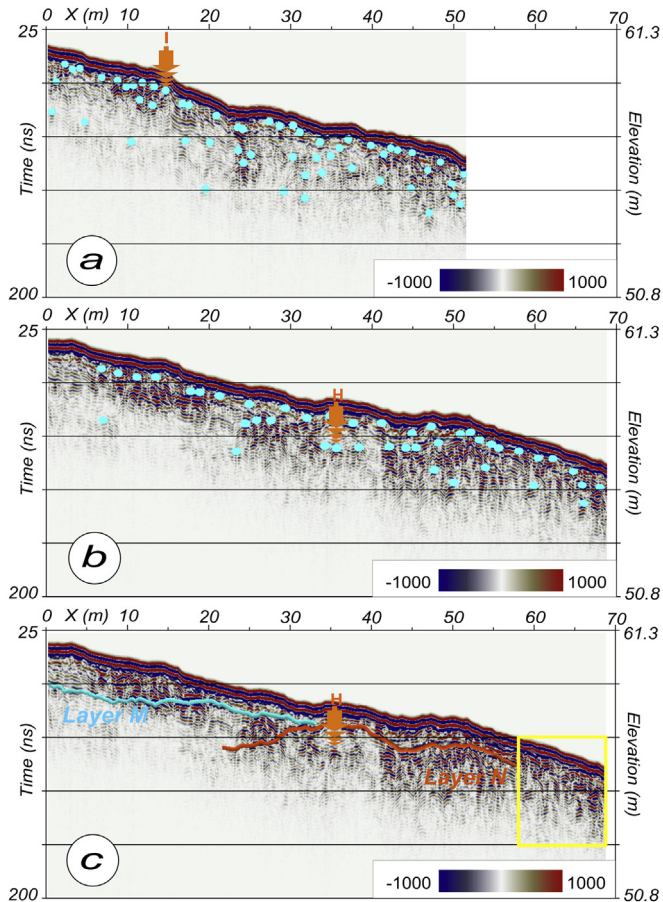 0 X (m) 10 20 30 40 50 60 70
25 61.3
I
Time (ns)
Elevation (m)
a
-1000 1000
200 50.8
0 X (m) 10 20 30 40 50 60 70
25 61.3
H
Time (ns)
Elevation (m)
b
-1000 1000
200 50.8
0 X (m) 10 20 30 40 50 60 70
25 61.3
H
Layer M
Layer N
Time (ns)
Elevation (m)
c
-1000 1000
200 50.8